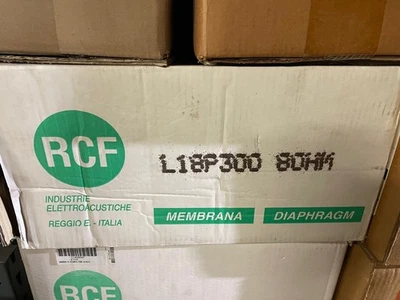 RCF
L18P300 8OHM
INDUSTRIE
ELETTROACUSTICHE
REGGIO E. - ITALIA
MEMBRANA
DIAPHRAGM
RCF